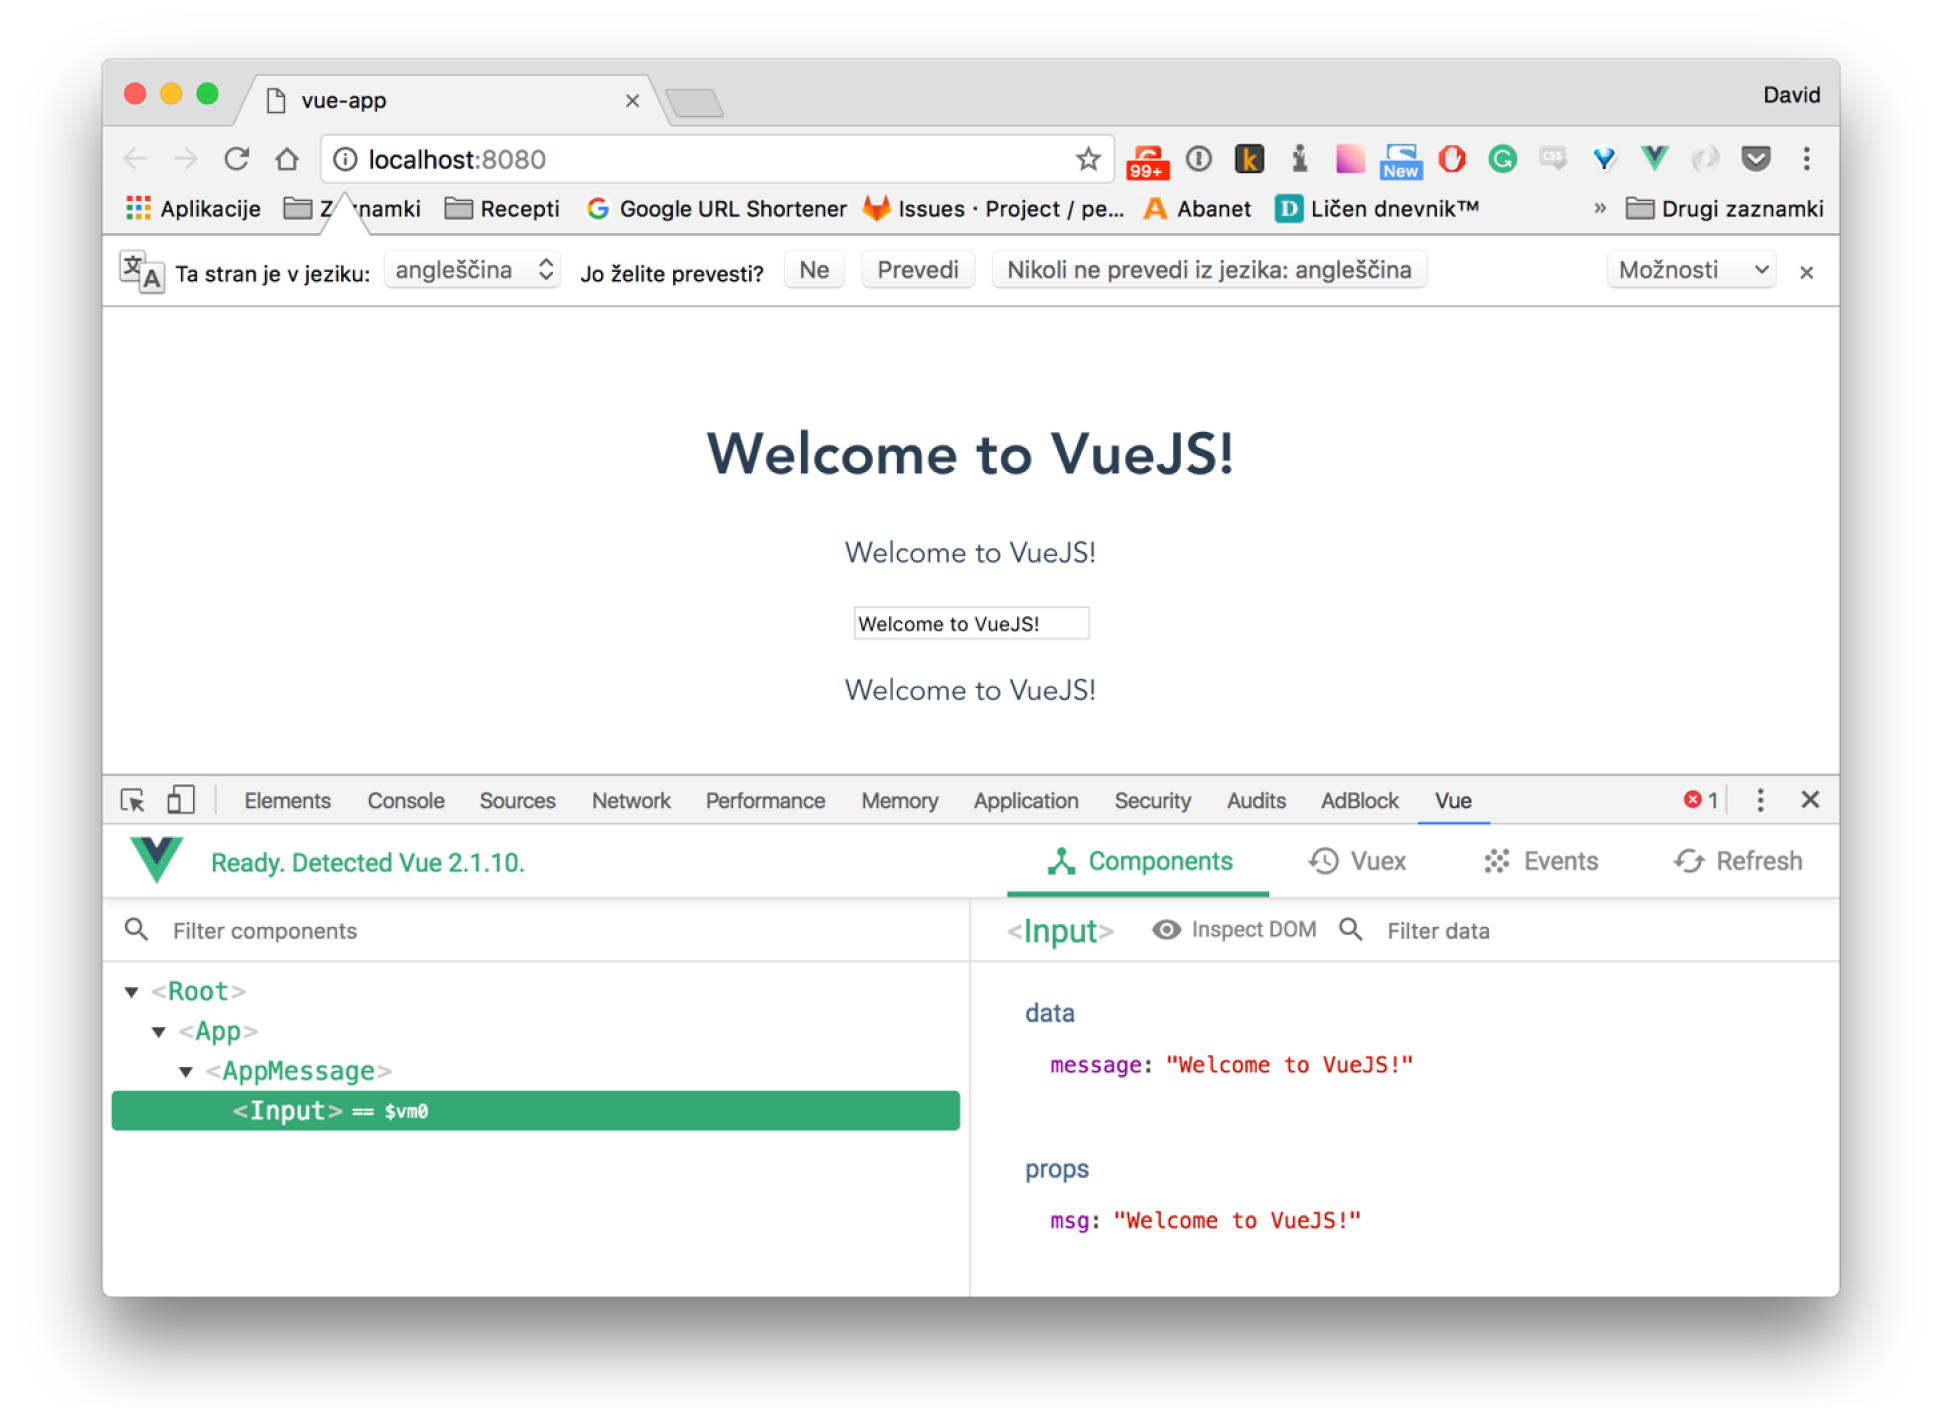 vue-app
David
localhost:8080
99+
New
CSS
Aplikacije
namki
Recepti
Google URL Shortener
Issues · Project / pe...
Abanet
Ličen dnevnik™
»
Drugi zaznamki
Ta stran je v jeziku:
angleščina
Jo želite prevesti?
Ne
Prevedi
Nikoli ne prevedi iz jezika: angleščina
Možnosti
Welcome to VueJS!
Welcome to VueJS!
Welcome to VueJS!
Welcome to VueJS!
Elements Console Sources Network Performance Memory Application Security Audits AdBlock Vue
1
Ready. Detected Vue 2.1.10.
Components
Vuex
Events
Refresh
Filter components
<Input>
Inspect DOM
Filter data
<Root>
<App>
<AppMessage>
<Input> == $vm0
data
message: "Welcome to VueJS!"
props
msg: "Welcome to VueJS!"